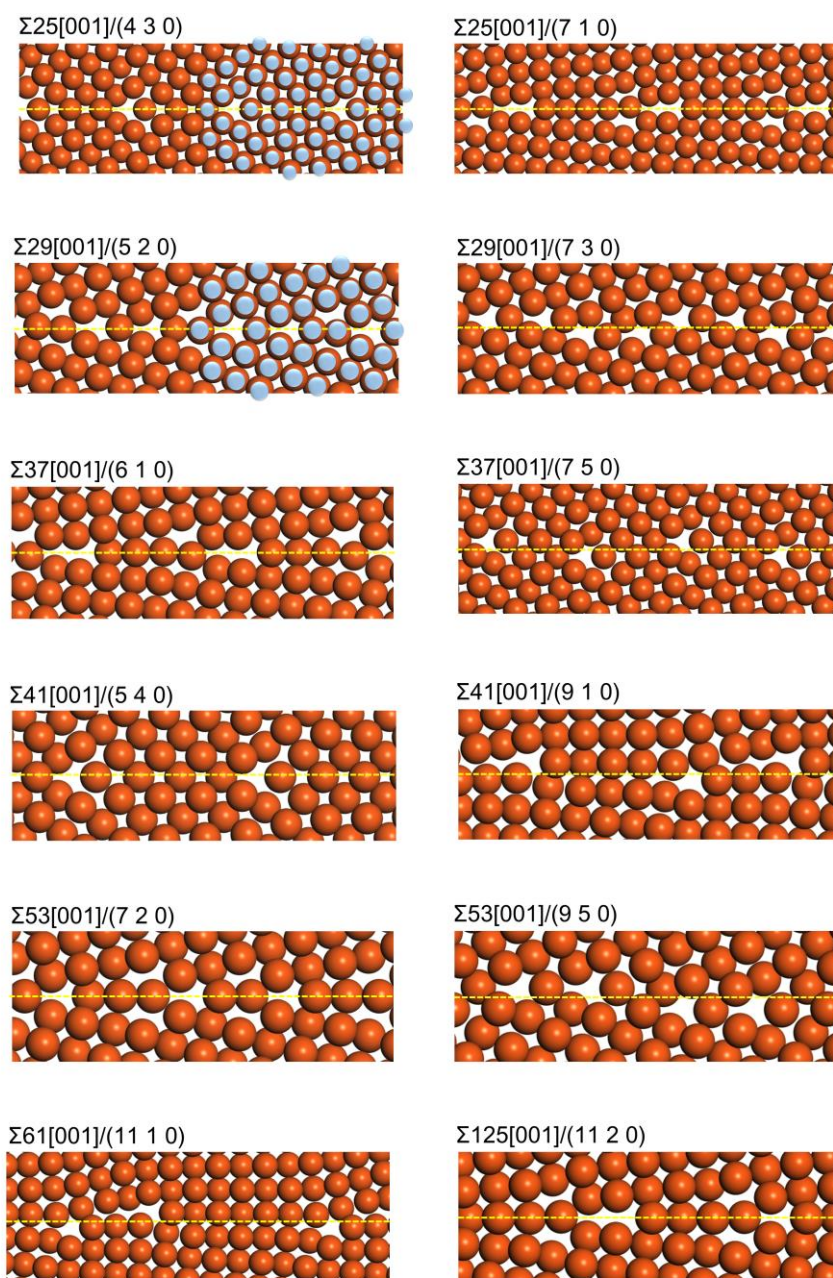 Σ25[001]/(4 3 0)
Σ25[001]/(7 1 0)
Σ29[001]/(5 2 0)
Σ29[001]/(7 3 0)
Σ37[001]/(6 1 0)
Σ37[001]/(7 5 0)
Σ41[001]/(5 4 0)
Σ41[001]/(9 1 0)
Σ53[001]/(7 2 0)
Σ53[001]/(9 5 0)
Σ61[001]/(11 1 0)
Σ125[001]/(11 2 0)